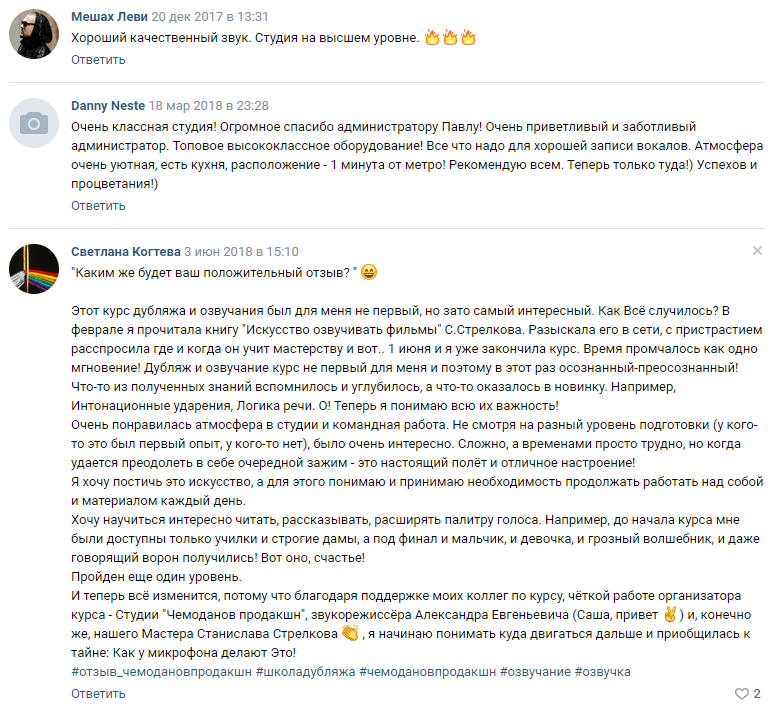 Мешах Леви 20 дек 2017 в 13:31
Хороший качественный звук. Студия на высшем уровне. 🔥🔥🔥
Ответить
Danny Neste 18 мар 2018 в 23:28
Очень классная студия! Огромное спасибо администратору Павлу! Очень приветливый и заботливый
администратор. Топовое высококлассное оборудование! Все что надо для хорошей записи вокалов. Атмосфера
очень уютная, есть кухня, расположение - 1 минута от метро! Рекомендую всем. Теперь только туда!) Успехов и
процветания!)
Ответить
Светлана Когтева 3 июн 2018 в 15:10
"Каким же будет ваш положительный отзыв? " 😄
Этот курс дубляжа и озвучания был для меня не первый, но зато самый интересный. Как Всё случилось? В
феврале я прочитала книгу "Искусство озвучивать фильмы" С.Стрелкова. Разыскала его в сети, с пристрастием
расспросила где и когда он учит мастерству и вот.. 1 июня и я уже закончила курс. Время промчалось как одно
мгновение! Дубляж и озвучание курс не первый для меня и поэтому в этот раз осознанный-преосознанный!
Что-то из полученных знаний вспомнилось и углубилось, а что-то оказалось в новинку. Например,
Интонационные ударения, Логика речи. О! Теперь я понимаю всю их важность!
Очень понравилась атмосфера в студии и командная работа. Не смотря на разный уровень подготовки (у кого-
то это был первый опыт, у кого-то нет), было очень интересно. Сложно, а временами просто трудно, но когда
удается преодолеть в себе очередной зажим - это настоящий полёт и отличное настроение!
Я хочу постичь это искусство, а для этого понимаю и принимаю необходимость продолжать работать над собой
и материалом каждый день.
Хочу научиться интересно читать, рассказывать, расширять палитру голоса. Например, до начала курса мне
были доступны только училки и строгие дамы, а под финал и мальчик, и девочка, и грозный волшебник, и даже
говорящий ворон получились! Вот оно, счастье!
Пройден еще один уровень.
И теперь всё изменится, потому что благодаря поддержке моих коллег по курсу, чёткой работе организатора
курса - Студии "Чемоданов продакшн", звукорежиссёра Александра Евгеньевича (Саша, привет ✌) и, конечно
же, нашего Мастера Станислава Стрелкова 👏 , я начинаю понимать куда двигаться дальше и приобщилась к
тайне: Как у микрофона делают Это!
#отзыв_чемодановпродакшн #школадубляжа #чемодановпродакшн #озвучание #озвучка
Ответить
2